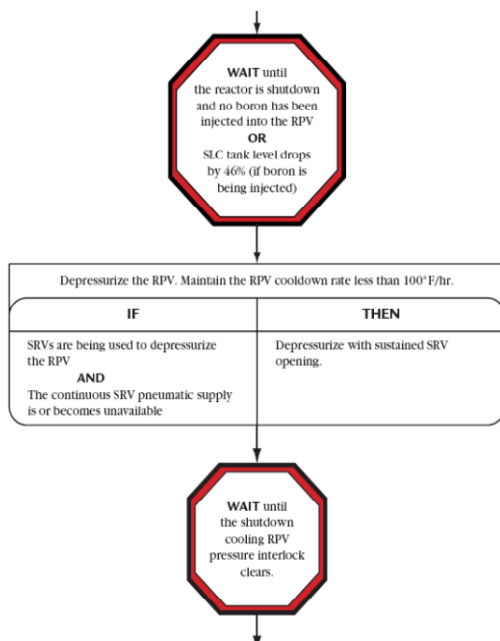 WAIT until
the reactor is shutdown
and no boron has been
injected into the RPV
OR
SLC tank level drops
by 46% (if boron is
being injected)
Depressurize the RPV. Maintain the RPV cooldown rate less than 100°F/hr.
IF
THEN
SRVs are being used to depressurize
the RPV
AND
The continuous SRV pneumatic supply
is or becomes unavailable
Depressurize with sustained SRV
opening.
WAIT until
the shutdown
cooling RPV
pressure interlock
clears.